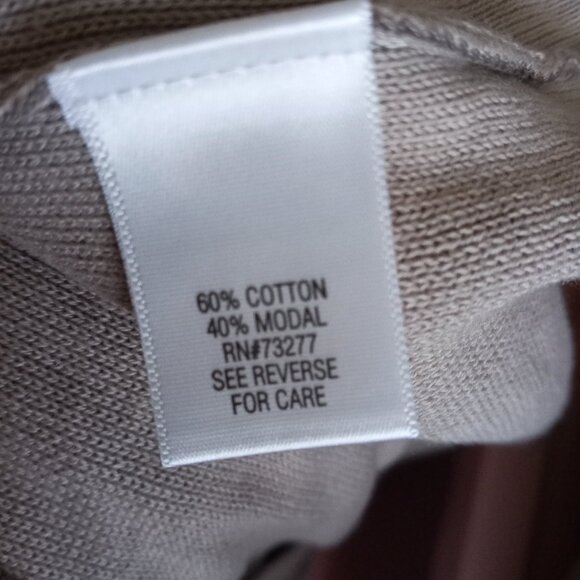 60% COTTON
40% MODAL
RN#73277
SEE REVERSE
FOR CARE